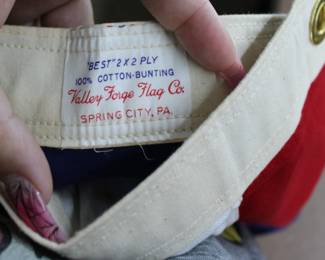 "BEST" 2 X 2 PLY
100% COTTON-BUNTING
Valley Forge Flag Co.
SPRING CITY, PA.